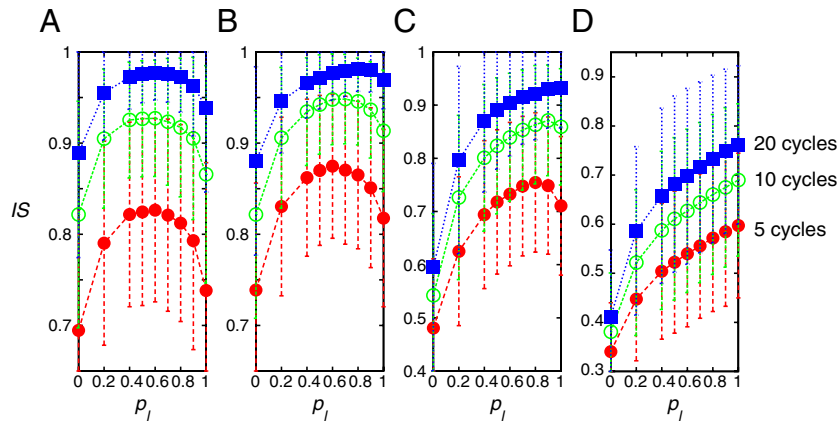 A B C D
1 1 1
0.9 0.9 0.9 0.9
0.8 0.8 0.8 0.8
0.7 0.7 0.7 0.7
0.6 0.6
0.5 0.5
0.4 0.4
0.3
IS
20 cycles
10 cycles
5 cycles
0 0.2 0.4 0.6 0.8 1 0 0.2 0.4 0.6 0.8 1 0 0.2 0.4 0.6 0.8 1 0 0.2 0.4 0.6 0.8 1
p_l p_l p_l p_l